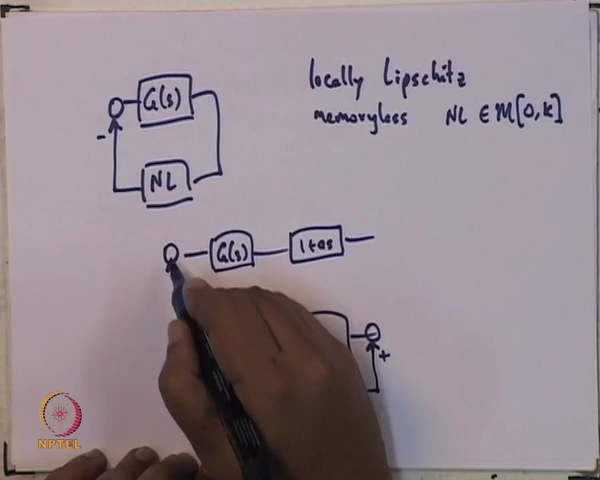 locally Lipschitz
memoryless NL ∈ M[0,K]
G(s)
-
NL
G(s) 1+as
+
NPTEL